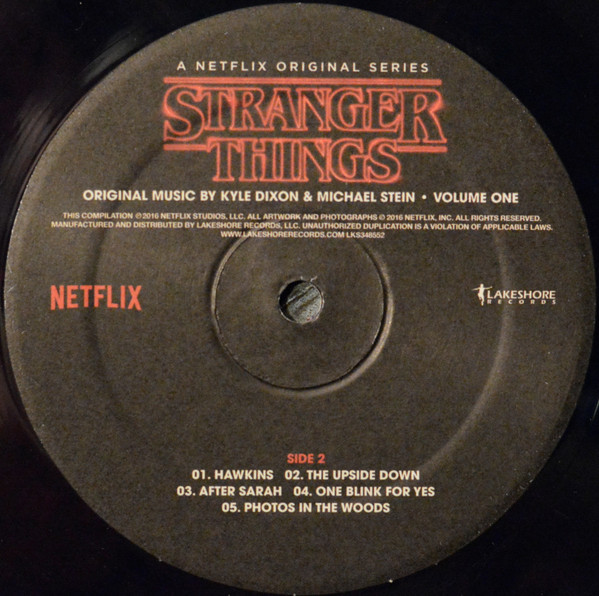 A NETFLIX ORIGINAL SERIES
STRANGER
THINGS
ORIGINAL MUSIC BY KYLE DIXON & MICHAEL STEIN • VOLUME ONE
THIS COMPILATION ℗ 2016 NETFLIX STUDIOS, LLC. ALL ARTWORK AND PHOTOGRAPHS © 2016 NETFLIX, INC. ALL RIGHTS RESERVED.
MANUFACTURED AND DISTRIBUTED BY LAKESHORE RECORDS, LLC. UNAUTHORIZED DUPLICATION IS A VIOLATION OF APPLICABLE LAWS.
WWW.LAKESHORERECORDS.COM LKS348552
NETFLIX
LAKESHORE
RECORDS
SIDE 2
01. HAWKINS 02. THE UPSIDE DOWN
03. AFTER SARAH 04. ONE BLINK FOR YES
05. PHOTOS IN THE WOODS